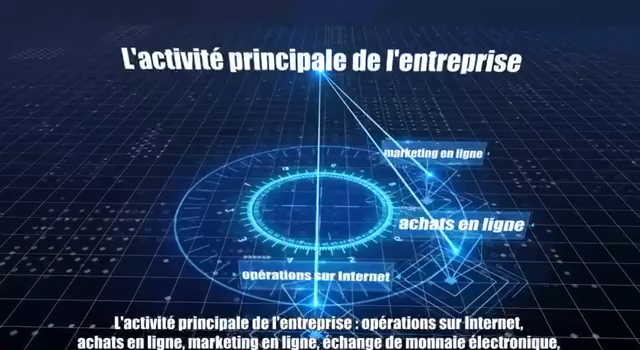 L'activité principale de l'entreprise
marketing en ligne
achats en ligne
opérations sur Internet
L'activité principale de l'entreprise : opérations sur Internet,
achats en ligne, marketing en ligne, échange de monnaie électronique,